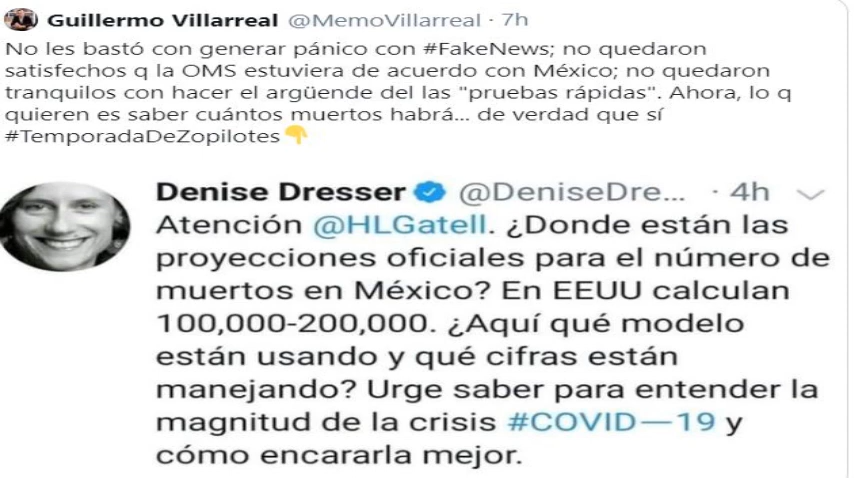 Guillermo Villarreal @MemoVillarreal · 7h
No les bastó con generar pánico con #FakeNews; no quedaron
satisfechos q la OMS estuviera de acuerdo con México; no quedaron
tranquilos con hacer el argüende del las "pruebas rápidas". Ahora, lo q
quieren es saber cuántos muertos habrá... de verdad que sí
#TemporadaDeZopilotes👇
Denise Dresser @DeniseDre... · 4h
Atención @HLGatell. ¿Donde están las
proyecciones oficiales para el número de
muertos en México? En EEUU calculan
100,000-200,000. ¿Aquí qué modelo
están usando y qué cifras están
manejando? Urge saber para entender la
magnitud de la crisis #COVID—19 y
cómo encararla mejor.